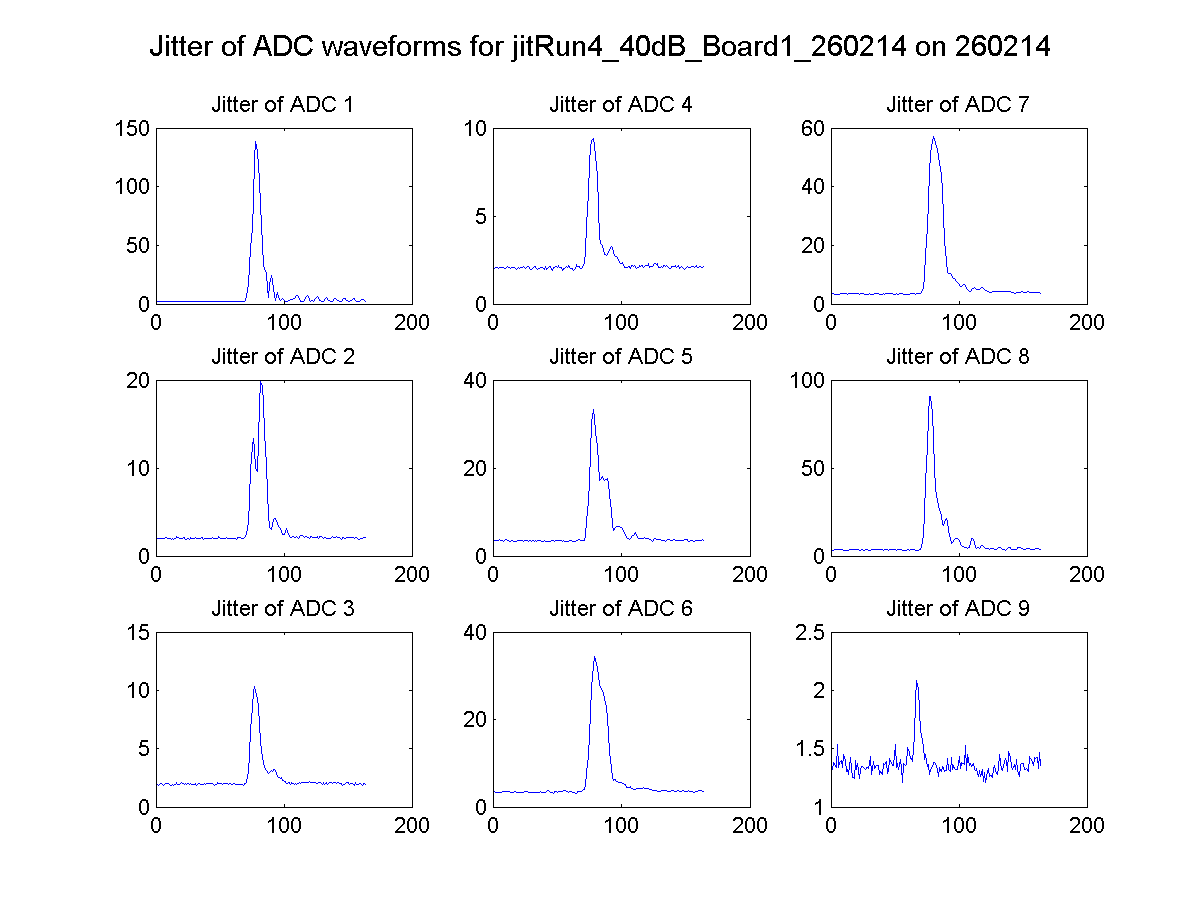 Jitter of ADC waveforms for jitRun4_40dB_Board1_260214 on 260214
Jitter of ADC 1
150
100
50
0
0 100 200
Jitter of ADC 4
10
5
0
0 100 200
Jitter of ADC 7
60
40
20
0
0 100 200
Jitter of ADC 2
20
10
0
0 100 200
Jitter of ADC 5
40
20
0
0 100 200
Jitter of ADC 8
100
50
0
0 100 200
Jitter of ADC 3
15
10
5
0
0 100 200
Jitter of ADC 6
40
20
0
0 100 200
Jitter of ADC 9
2.5
2
1.5
1
0 100 200